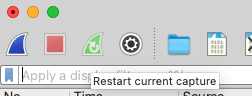 Apply a dis
Restart current capture
No. Time Source